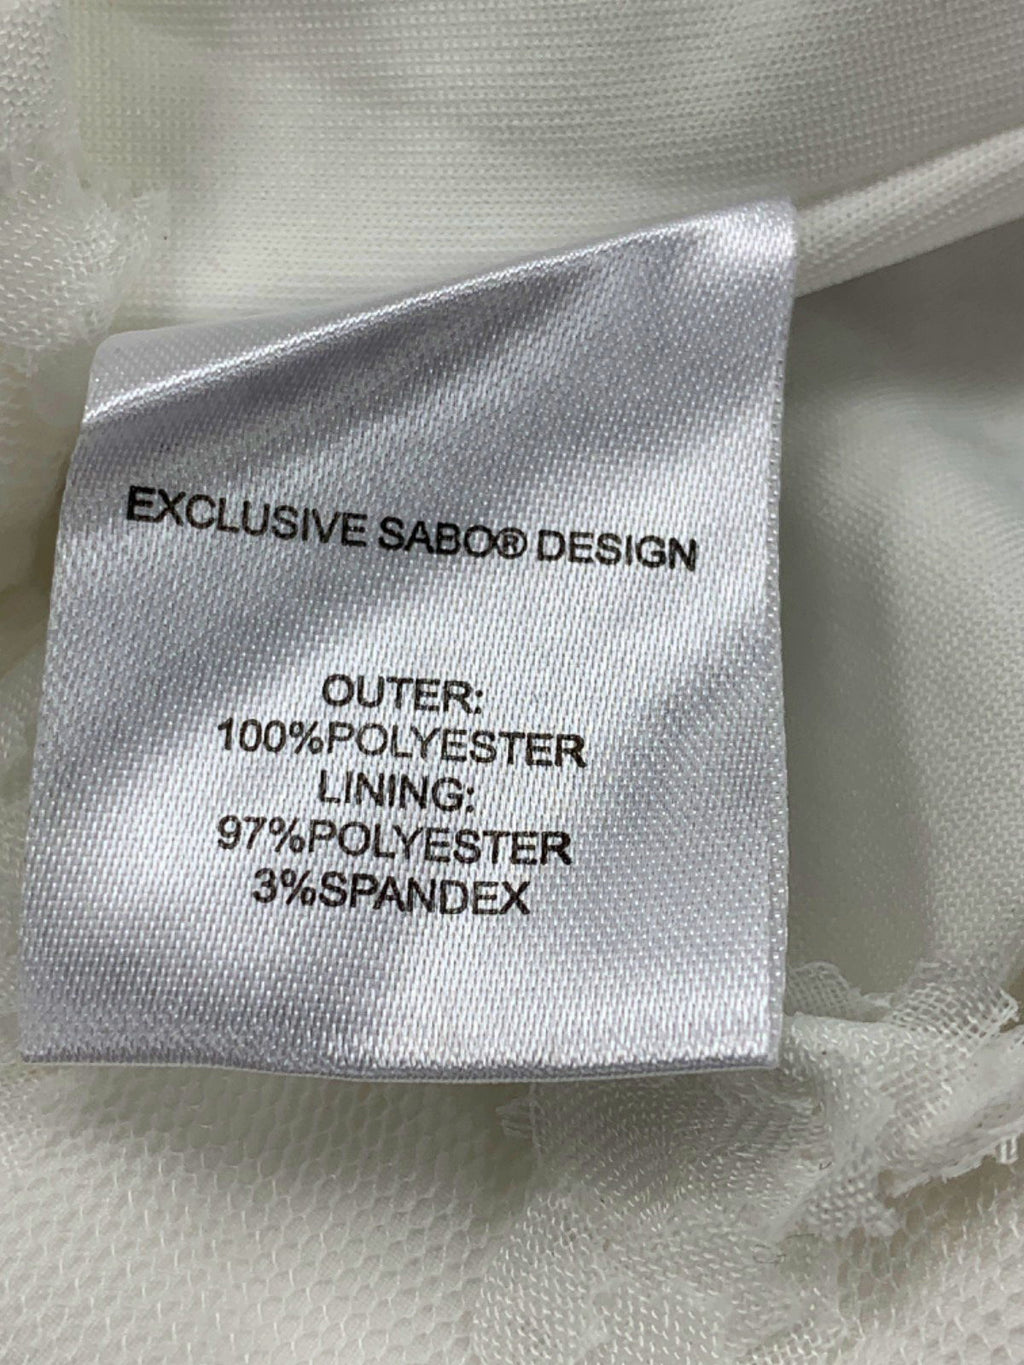 EXCLUSIVE SABO® DESIGN
OUTER:
100%POLYESTER
LINING:
97%POLYESTER
3%SPANDEX